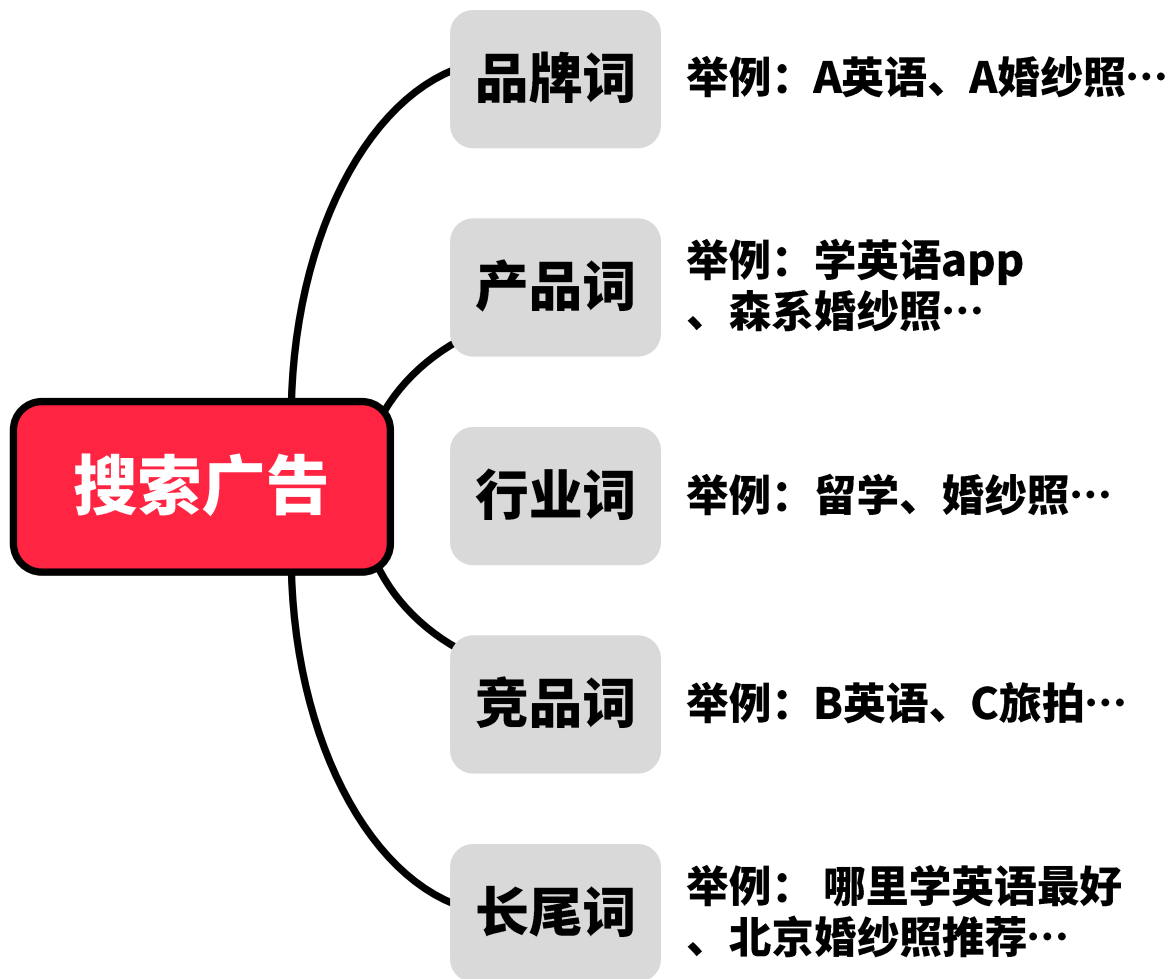 品牌词
举例：A英语、A婚纱照…
产品词
举例：学英语app
、森系婚纱照…
搜索广告
行业词
举例：留学、婚纱照…
竞品词
举例：B英语、C旅拍…
长尾词
举例： 哪里学英语最好
、北京婚纱照推荐…